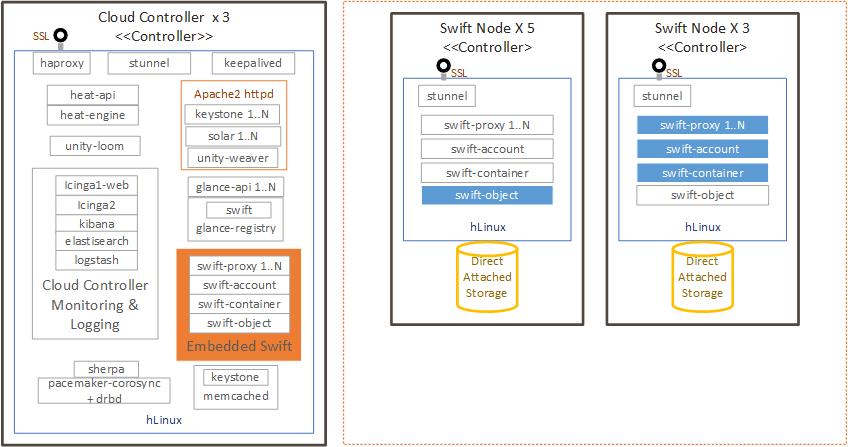 Cloud Controller x 3
<<Controller>>
SSL
haproxy
stunnel
keepalived
heat-api
heat-engine
unity-loom
Apache2 httpd
keystone 1..N
solar 1..N
unity-weaver
Icinga1-web
Icinga2
kibana
elastisearch
logstash
Cloud Controller
Monitoring &
Logging
glance-api 1..N
swift
glance-registry
swift-proxy 1..N
swift-account
swift-container
swift-object
Embedded Swift
sherpa
pacemaker-corosync
+ drbd
keystone
memcached
hLinux
Swift Node X 5
<<Controller>
SSL
stunnel
swift-proxy 1..N
swift-account
swift-container
swift-object
hLinux
Direct
Attached
Storage
Swift Node X 3
<<Controller>
SSL
stunnel
swift-proxy 1..N
swift-account
swift-container
swift-object
hLinux
Direct
Attached
Storage